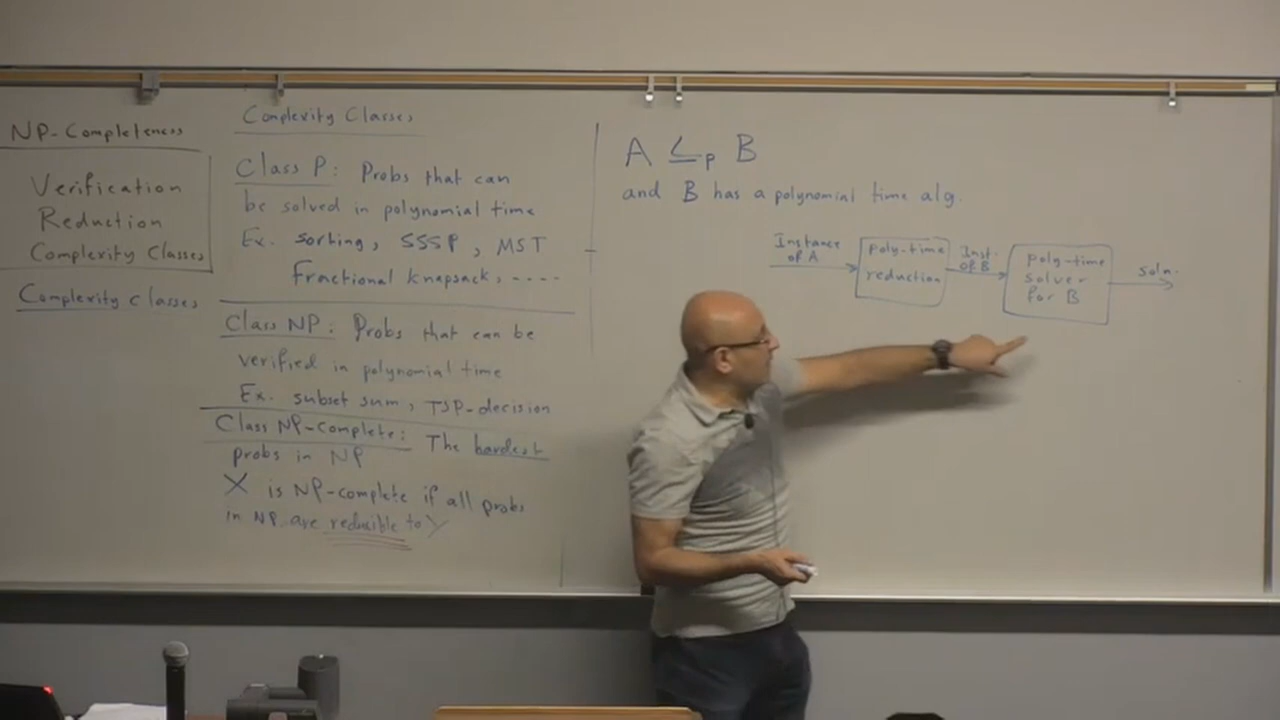 NP-Completeness
Verification
Reduction
Complexity Classes
Complexity classes
Complexity Classes
Class P: Probs that can
be solved in polynomial time
Ex. sorting, SSSP, MST
Fractional knapsack, ----
Class NP: Probs that can be
verified in polynomial time
Ex. subset sum, TSP-decision
Class NP-Complete: The hardest
probs in NP
X is NP-complete if all probs
in NP are reducible to X
A ≤p B
and B has a polynomial time alg.
Instance
of A
poly-time
reduction
Inst.
of B
poly-time
solver
for B
soln.